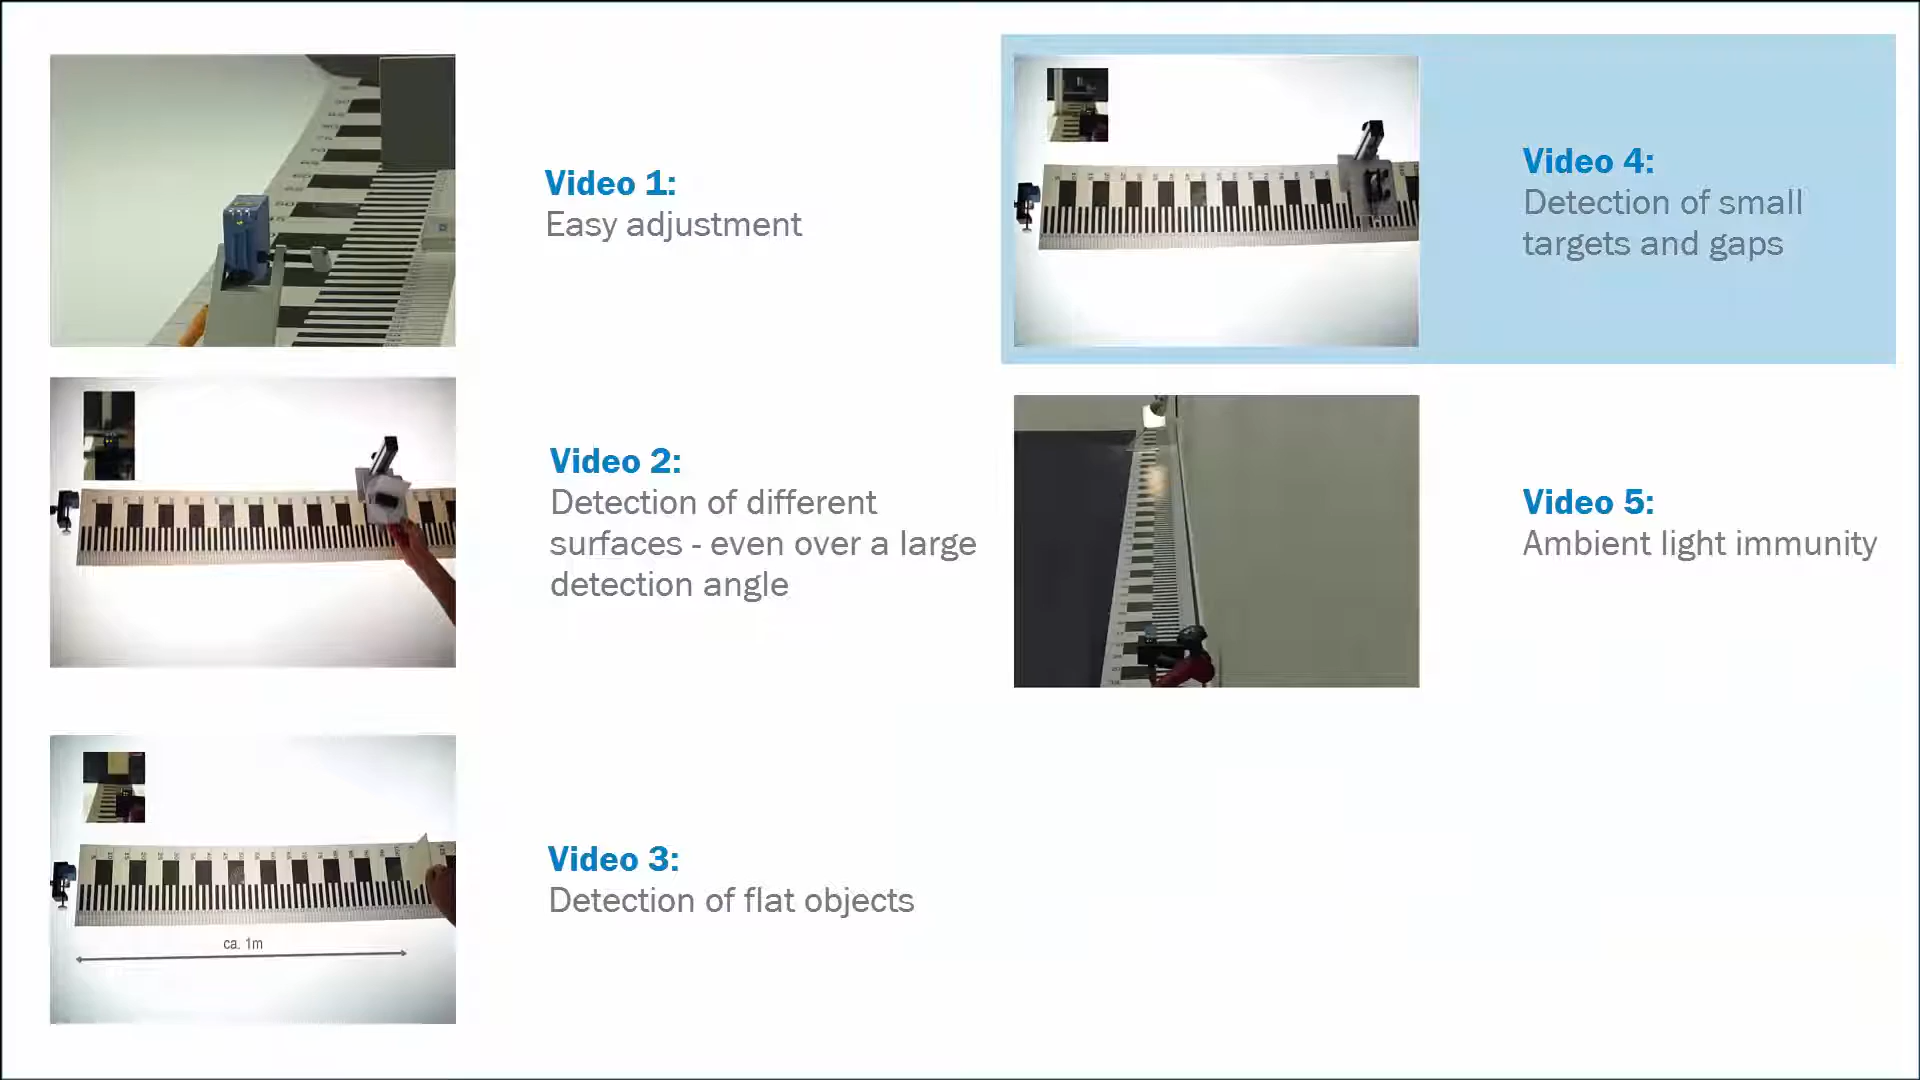 Video 1:
Easy adjustment
Video 2:
Detection of different
surfaces - even over a large
detection angle
Video 3:
Detection of flat objects
ca. 1m
Video 4:
Detection of small
targets and gaps
Video 5:
Ambient light immunity